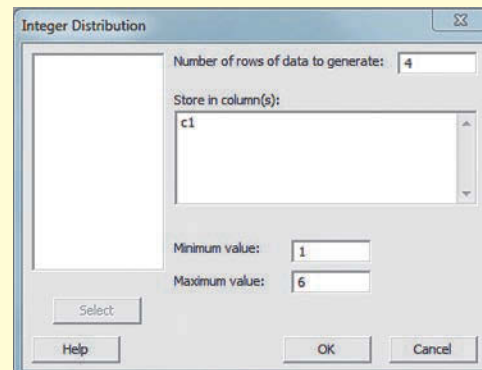 Integer Distribution
Number of rows of data to generate: 4
Store in column(s):
c1
Minimum value: 1
Maximum value: 6
Select
Help OK Cancel